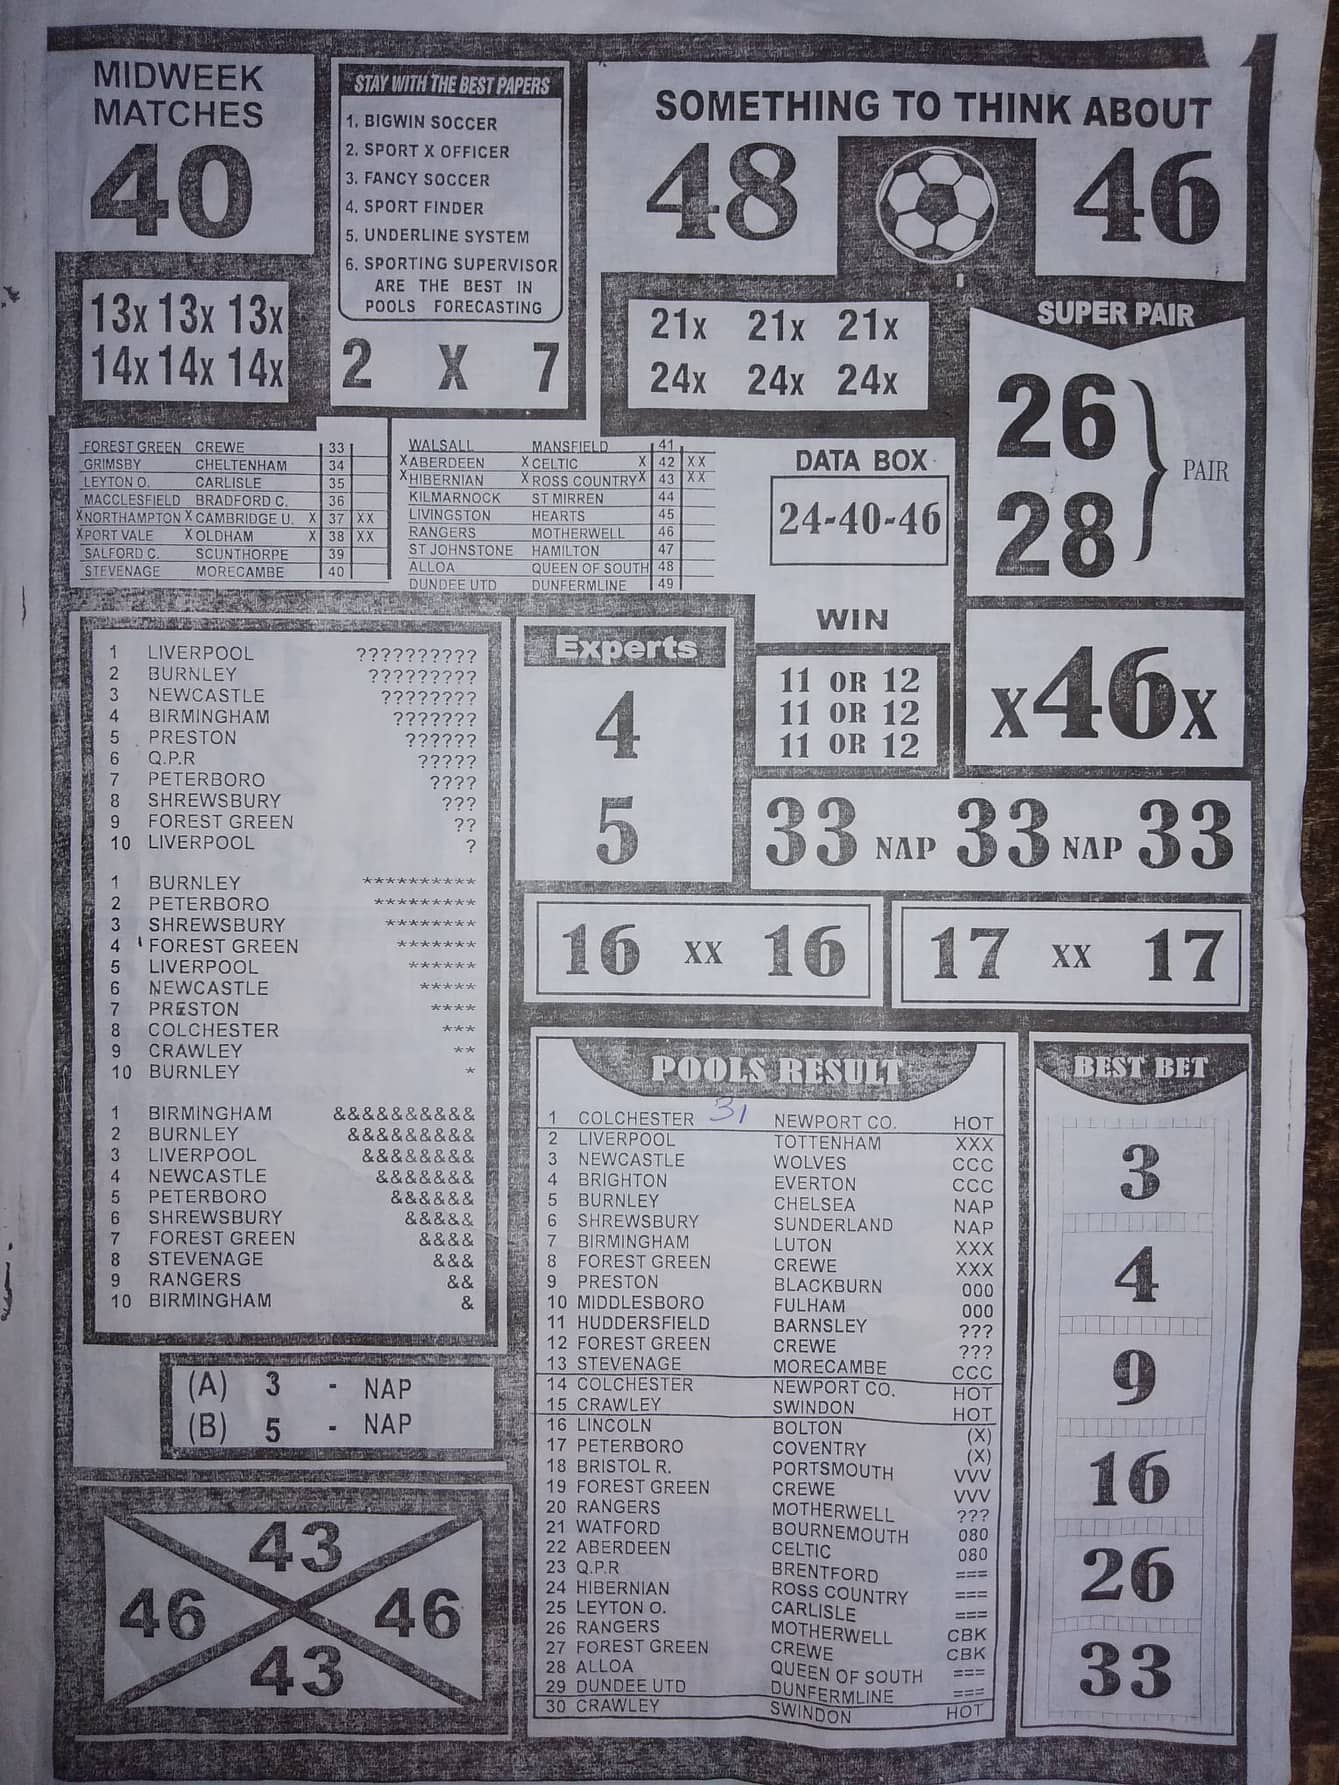 MIDWEEK
MATCHES
40
13x 13x 13x
14x 14x 14x
STAY WITH THE BEST PAPERS
1. BIGWIN SOCCER
2. SPORT X OFFICER
3. FANCY SOCCER
4. SPORT FINDER
5. UNDERLINE SYSTEM
6. SPORTING SUPERVISOR
ARE THE BEST IN
POOLS FORECASTING
2 X 7
SOMETHING TO THINK ABOUT
48 46
21x 21x 21x
24x 24x 24x
SUPER PAIR
26
28
PAIR
FOREST GREEN CREWE 33
GRIMSBY CHELTENHAM 34
LEYTON O. CARLISLE 35
MACCLESFIELD BRADFORD C. 36
XNORTHAMPTON XCAMBRIDGE U. X 37 XX
XPORT VALE XOLDHAM X 38 XX
SALFORD C. SCUNTHORPE 39
STEVENAGE MORECAMBE 40
WALSALL MANSFIELD 41
XABERDEEN XCELTIC X 42 XX
XHIBERNIAN XROSS COUNTRYX 43 XX
KILMARNOCK ST MIRREN 44
LIVINGSTON HEARTS 45
RANGERS MOTHERWELL 46
ST JOHNSTONE HAMILTON 47
ALLOA QUEEN OF SOUTH 48
DUNDEE UTD DUNFERMLINE 49
DATA BOX
24-40-46
WIN
11 OR 12
11 OR 12
11 OR 12
X46X
1 LIVERPOOL ??????????
2 BURNLEY ?????????
3 NEWCASTLE ????????
4 BIRMINGHAM ???????
5 PRESTON ??????
6 Q.P.R ?????
7 PETERBORO ????
8 SHREWSBURY ???
9 FOREST GREEN ??
10 LIVERPOOL ?
1 BURNLEY **********
2 PETERBORO *********
3 SHREWSBURY ********
4 FOREST GREEN *******
5 LIVERPOOL ******
6 NEWCASTLE *****
7 PRESTON ****
8 COLCHESTER ***
9 CRAWLEY **
10 BURNLEY *
1 BIRMINGHAM &&&&&&&&&&
2 BURNLEY &&&&&&&&&
3 LIVERPOOL &&&&&&&&
4 NEWCASTLE &&&&&&&
5 PETERBORO &&&&&&
6 SHREWSBURY &&&&&
7 FOREST GREEN &&&&
8 STEVENAGE &&&
9 RANGERS &&
10 BIRMINGHAM &
Experts
4
5
33 NAP 33 NAP 33
16 XX 16
17 XX 17
(A) 3 - NAP
(B) 5 - NAP
43
46 46
43
POOLS RESULT
1 COLCHESTER 31 NEWPORT CO. HOT
2 LIVERPOOL TOTTENHAM XXX
3 NEWCASTLE WOLVES CCC
4 BRIGHTON EVERTON CCC
5 BURNLEY CHELSEA NAP
6 SHREWSBURY SUNDERLAND NAP
7 BIRMINGHAM LUTON XXX
8 FOREST GREEN CREWE XXX
9 PRESTON BLACKBURN 000
10 MIDDLESBORO FULHAM 000
11 HUDDERSFIELD BARNSLEY ???
12 FOREST GREEN CREWE ???
13 STEVENAGE MORECAMBE CCC
14 COLCHESTER NEWPORT CO. HOT
15 CRAWLEY SWINDON HOT
16 LINCOLN BOLTON (X)
17 PETERBORO COVENTRY (X)
18 BRISTOL R. PORTSMOUTH VVV
19 FOREST GREEN CREWE VVV
20 RANGERS MOTHERWELL ???
21 WATFORD BOURNEMOUTH 080
22 ABERDEEN CELTIC 080
23 Q.P.R BRENTFORD ===
24 HIBERNIAN ROSS COUNTRY ===
25 LEYTON O. CARLISLE ===
26 RANGERS MOTHERWELL CBK
27 FOREST GREEN CREWE CBK
28 ALLOA QUEEN OF SOUTH ===
29 DUNDEE UTD DUNFERMLINE ===
30 CRAWLEY SWINDON HOT
BEST BET
3
4
9
16
26
33